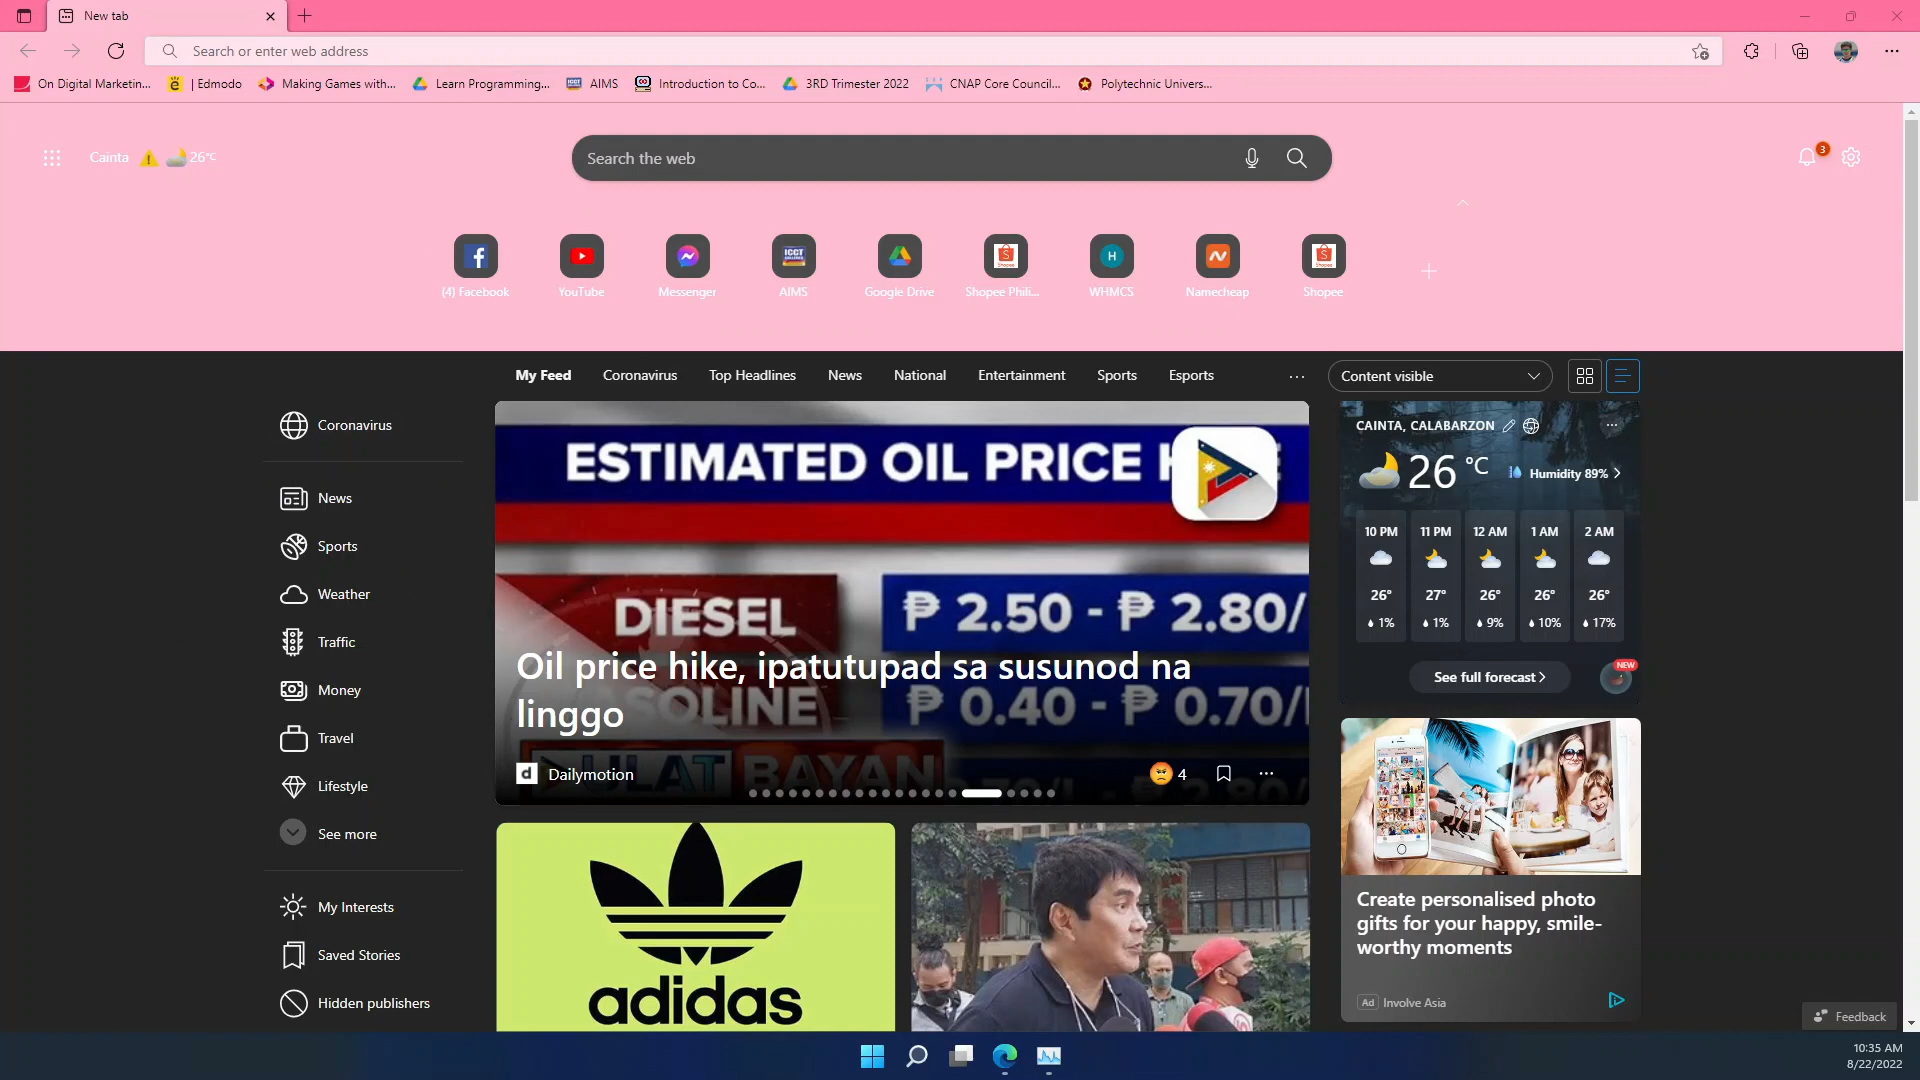 New tab
Search or enter web address
On Digital Marketin...
| Edmodo
Making Games with...
Learn Programming...
AIMS
Introduction to Co...
3RD Trimester 2022
CNAP Core Council...
Polytechnic Univers...
Cainta
26°C
Search the web
3
(4) Facebook
YouTube
Messenger
AIMS
Google Drive
Shopee Phili...
WHMCS
Namecheap
Shopee
My Feed
Coronavirus
Top Headlines
News
National
Entertainment
Sports
Esports
Content visible
Coronavirus
News
Sports
Weather
Traffic
Money
Travel
Lifestyle
See more
My Interests
Saved Stories
Hidden publishers
ESTIMATED OIL PRICE
DIESEL
₱ 2.50 - ₱ 2.80/
Oil price hike, ipatutupad sa susunod na
linggo
₱ 0.40 - ₱ 0.70/
ULAT BAYAN
Dailymotion
4
adidas
CAINTA, CALABARZON
26 °C
Humidity 89%
10 PM
11 PM
12 AM
1 AM
2 AM
26°
27°
26°
26°
26°
1%
1%
9%
10%
17%
See full forecast
NEW
Create personalised photo
gifts for your happy, smile-
worthy moments
Ad
Involve Asia
Feedback
10:35 AM
8/22/2022